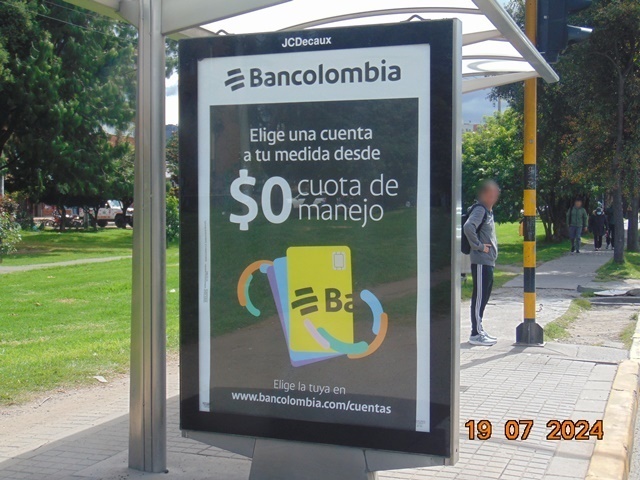 JCDecaux
Bancolombia
Elige una cuenta
a tu medida desde
$0 cuota de
manejo
Ba
Elige la tuya en
www.bancolombia.com/cuentas
19 07 2024